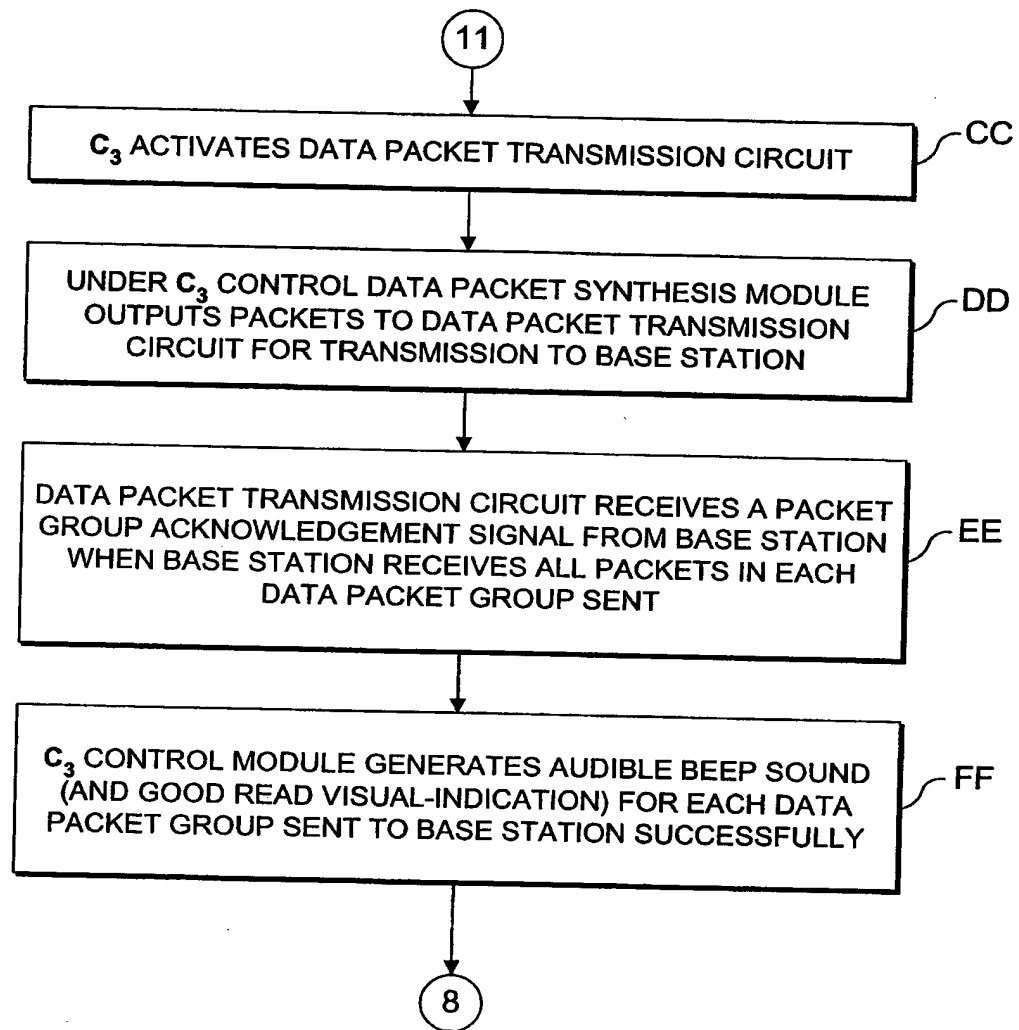 11
C₃ ACTIVATES DATA PACKET TRANSMISSION CIRCUIT
CC
UNDER C₃ CONTROL DATA PACKET SYNTHESIS MODULE
OUTPUTS PACKETS TO DATA PACKET TRANSMISSION
CIRCUIT FOR TRANSMISSION TO BASE STATION
DD
DATA PACKET TRANSMISSION CIRCUIT RECEIVES A PACKET
GROUP ACKNOWLEDGEMENT SIGNAL FROM BASE STATION
WHEN BASE STATION RECEIVES ALL PACKETS IN EACH
DATA PACKET GROUP SENT
EE
C₃ CONTROL MODULE GENERATES AUDIBLE BEEP SOUND
(AND GOOD READ VISUAL-INDICATION) FOR EACH DATA
PACKET GROUP SENT TO BASE STATION SUCCESSFULLY
FF
8